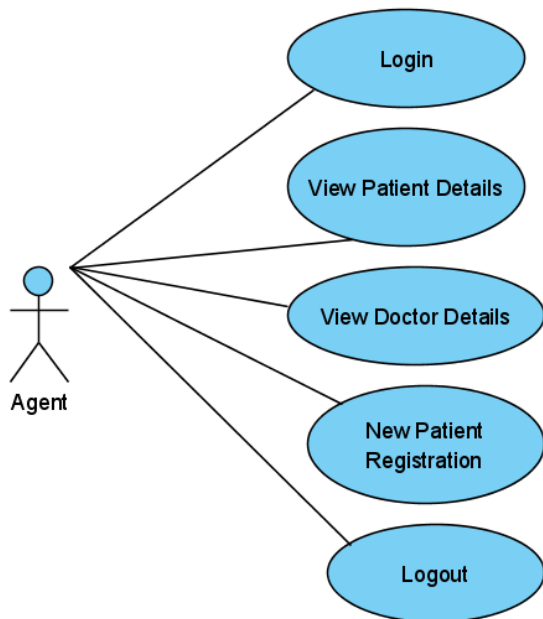 Login
View Patient Details
View Doctor Details
Agent
New Patient
Registration
Logout